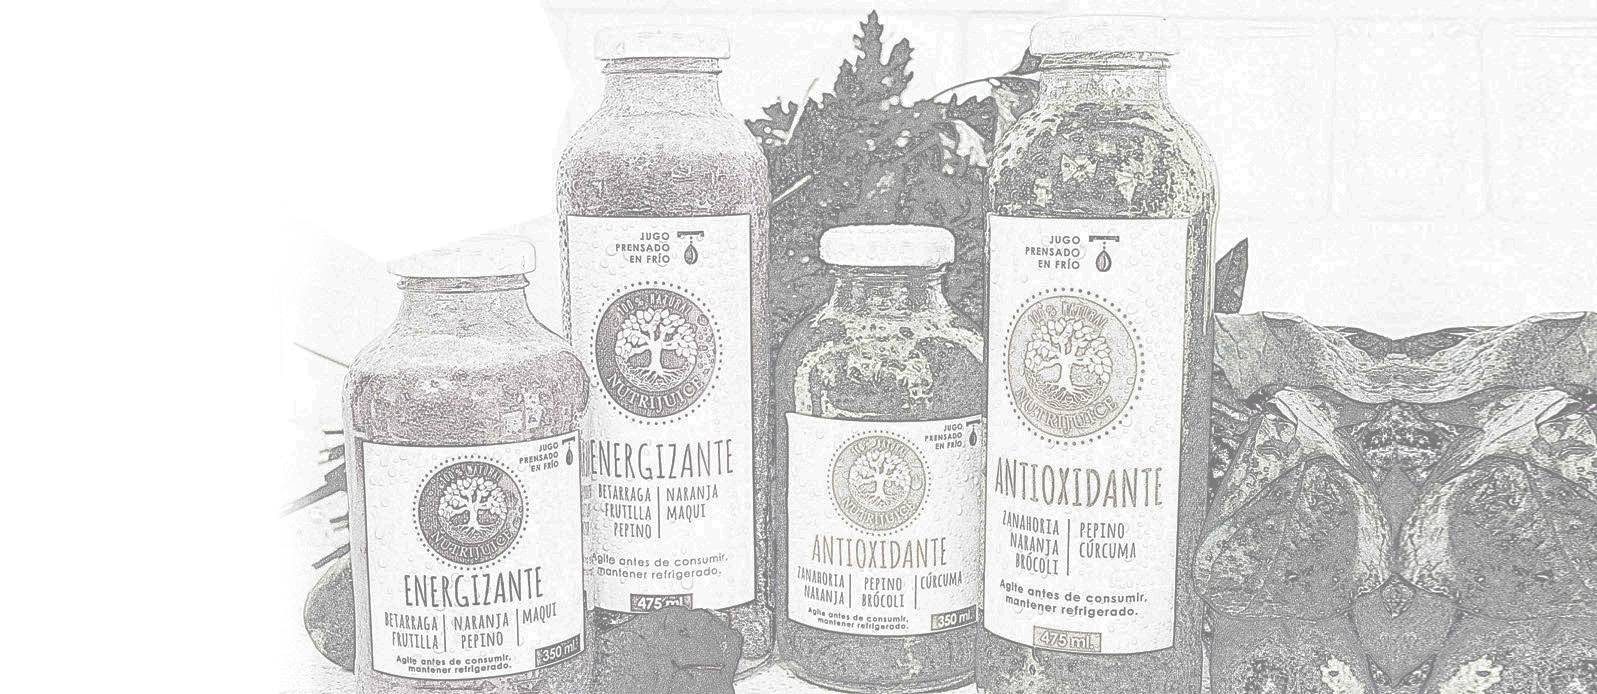 JUGO
PRENSADO
EN FRÍO
100% NATURAL
NUTRIJUICE
ENERGIZANTE
BETARRAGA | NARANJA | MAQUI
FRUTILLA | PEPINO
Agite antes de consumir,
mantener refrigerado.
350 ml.
JUGO
PRENSADO
EN FRÍO
100% NATURAL
NUTRIJUICE
ENERGIZANTE
BETARRAGA | NARANJA
FRUTILLA | MAQUI
PEPINO
Agite antes de consumir,
mantener refrigerado.
475 ml.
JUGO
PRENSADO
EN FRÍO
NUTRIJUICE
ANTIOXIDANTE
ZANAHORIA | PEPINO | CÚRCUMA
NARANJA | BRÓCOLI
Agite antes de consumir,
mantener refrigerado.
350 ml.
JUGO
PRENSADO
EN FRÍO
100% NATURAL
NUTRIJUICE
ANTIOXIDANTE
ZANAHORIA | PEPINO
NARANJA | CÚRCUMA
BRÓCOLI
Agite antes de consumir,
mantener refrigerado.
475 ml.